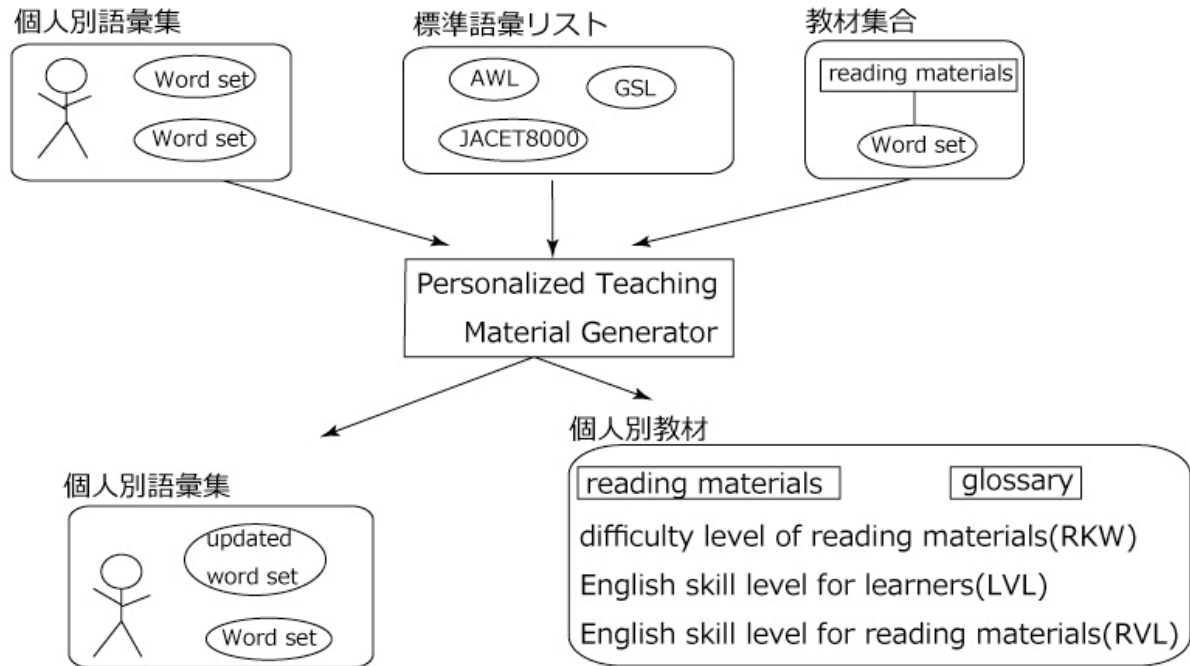 個人別語彙集
Word set
Word set
標準語彙リスト
AWL
GSL
JACET8000
教材集合
reading materials
Word set
Personalized Teaching
Material Generator
個人別語彙集
updated
word set
Word set
個人別教材
reading materials
glossary
difficulty level of reading materials(RKW)
English skill level for learners(LVL)
English skill level for reading materials(RVL)